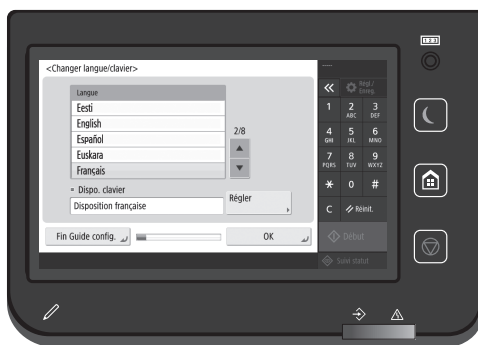 123
<Changer langue/clavier>
Langue
Eesti
English
Español
Euskara
Français
2/8
Dispo. clavier
Disposition française
Régler
Fin Guide config.
OK
Régl./
Enreg.
1
2
ABC
3
DEF
4
GHI
5
JKL
6
MNO
7
PQRS
8
TUV
9
WXYZ
*
0
#
C
Réinit.
Début
Suivi statut